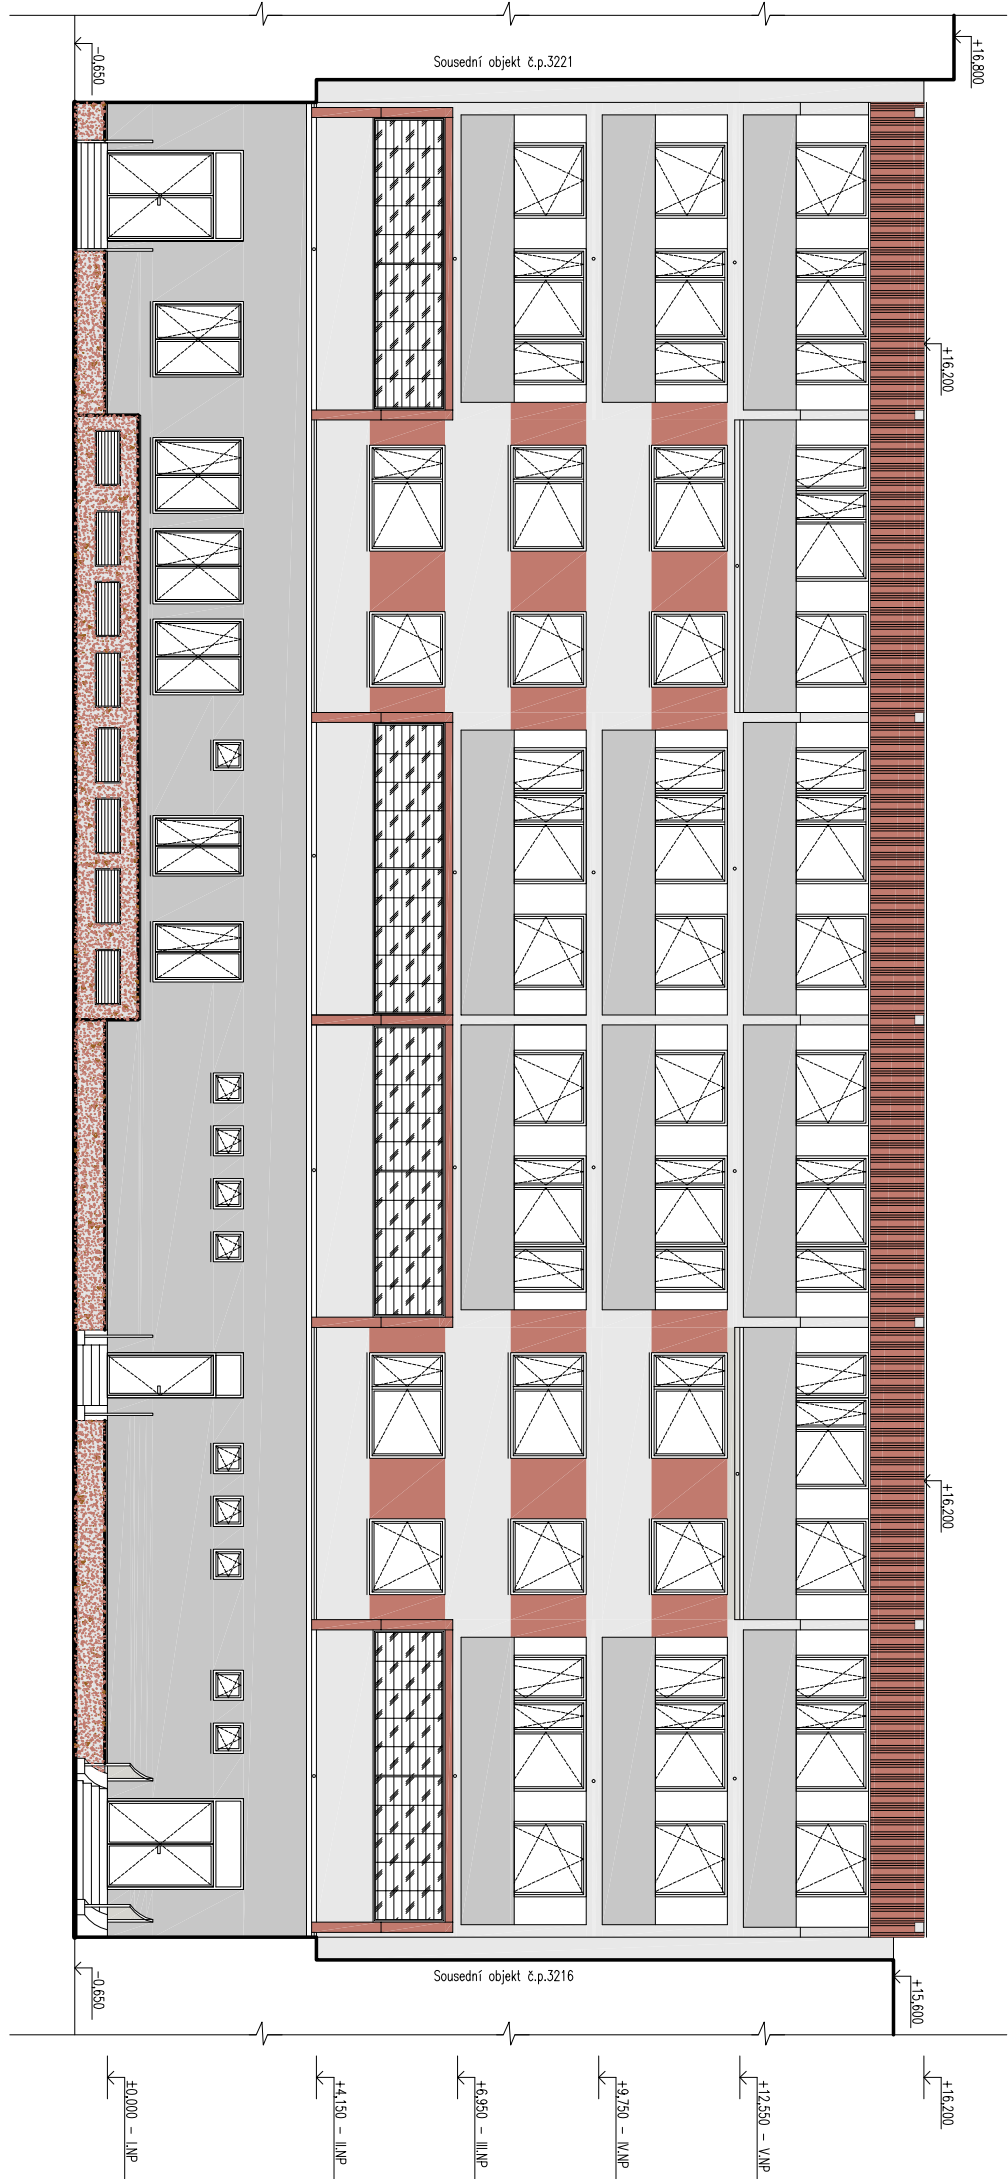 -0,650
Sousední objekt č.p.3221
+16,800
+16,200
+16,200
Sousední objekt č.p.3216
-0,650
+15,600
±0,000 - I.NP
+4,150 - II.NP
+6,950 - III.NP
+9,750 - IV.NP
+12,550 - V.NP
+16,200